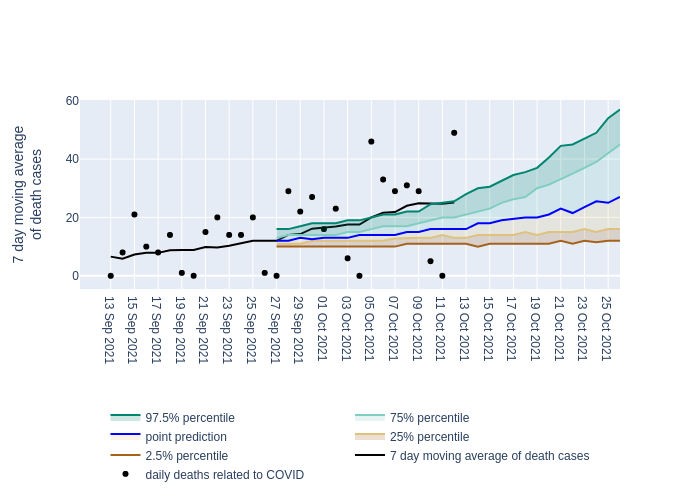 7 day moving average
of death cases
60
40
20
0
13 Sep 2021
15 Sep 2021
17 Sep 2021
19 Sep 2021
21 Sep 2021
23 Sep 2021
25 Sep 2021
27 Sep 2021
29 Sep 2021
01 Oct 2021
03 Oct 2021
05 Oct 2021
07 Oct 2021
09 Oct 2021
11 Oct 2021
13 Oct 2021
15 Oct 2021
17 Oct 2021
19 Oct 2021
21 Oct 2021
23 Oct 2021
25 Oct 2021
97.5% percentile
75% percentile
point prediction
25% percentile
2.5% percentile
7 day moving average of death cases
daily deaths related to COVID